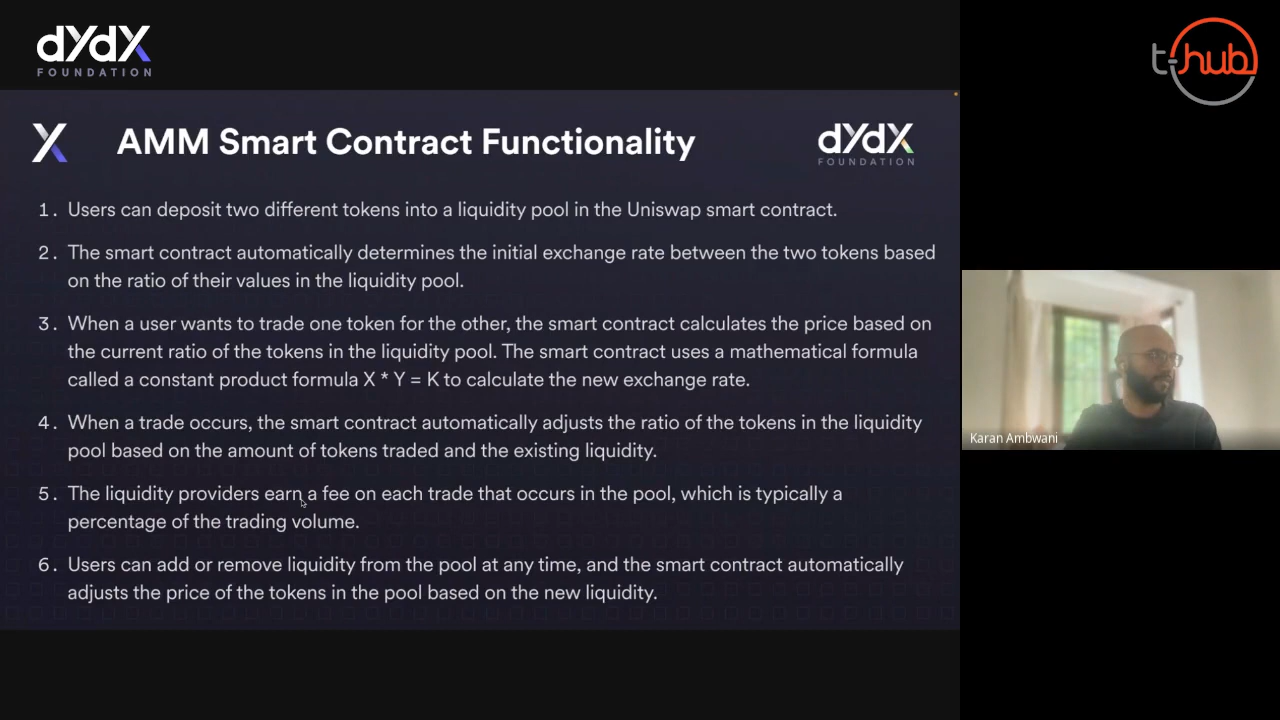 dYdX
FOUNDATION
t-hub
X
AMM Smart Contract Functionality
dYdX
FOUNDATION
1. Users can deposit two different tokens into a liquidity pool in the Uniswap smart contract.
2. The smart contract automatically determines the initial exchange rate between the two tokens based
on the ratio of their values in the liquidity pool.
3. When a user wants to trade one token for the other, the smart contract calculates the price based on
the current ratio of the tokens in the liquidity pool. The smart contract uses a mathematical formula
called a constant product formula X * Y = K to calculate the new exchange rate.
4. When a trade occurs, the smart contract automatically adjusts the ratio of the tokens in the liquidity
pool based on the amount of tokens traded and the existing liquidity.
5. The liquidity providers earn a fee on each trade that occurs in the pool, which is typically a
percentage of the trading volume.
6. Users can add or remove liquidity from the pool at any time, and the smart contract automatically
adjusts the price of the tokens in the pool based on the new liquidity.
Karan Ambwani